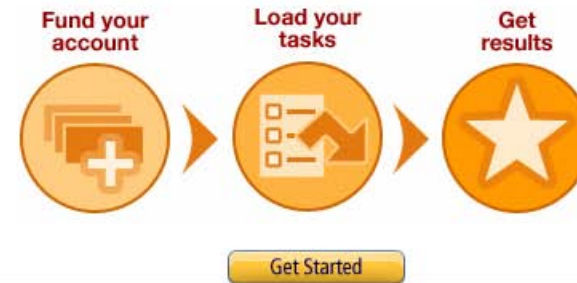 Fund your
account
Load your
tasks
Get
results
Get Started